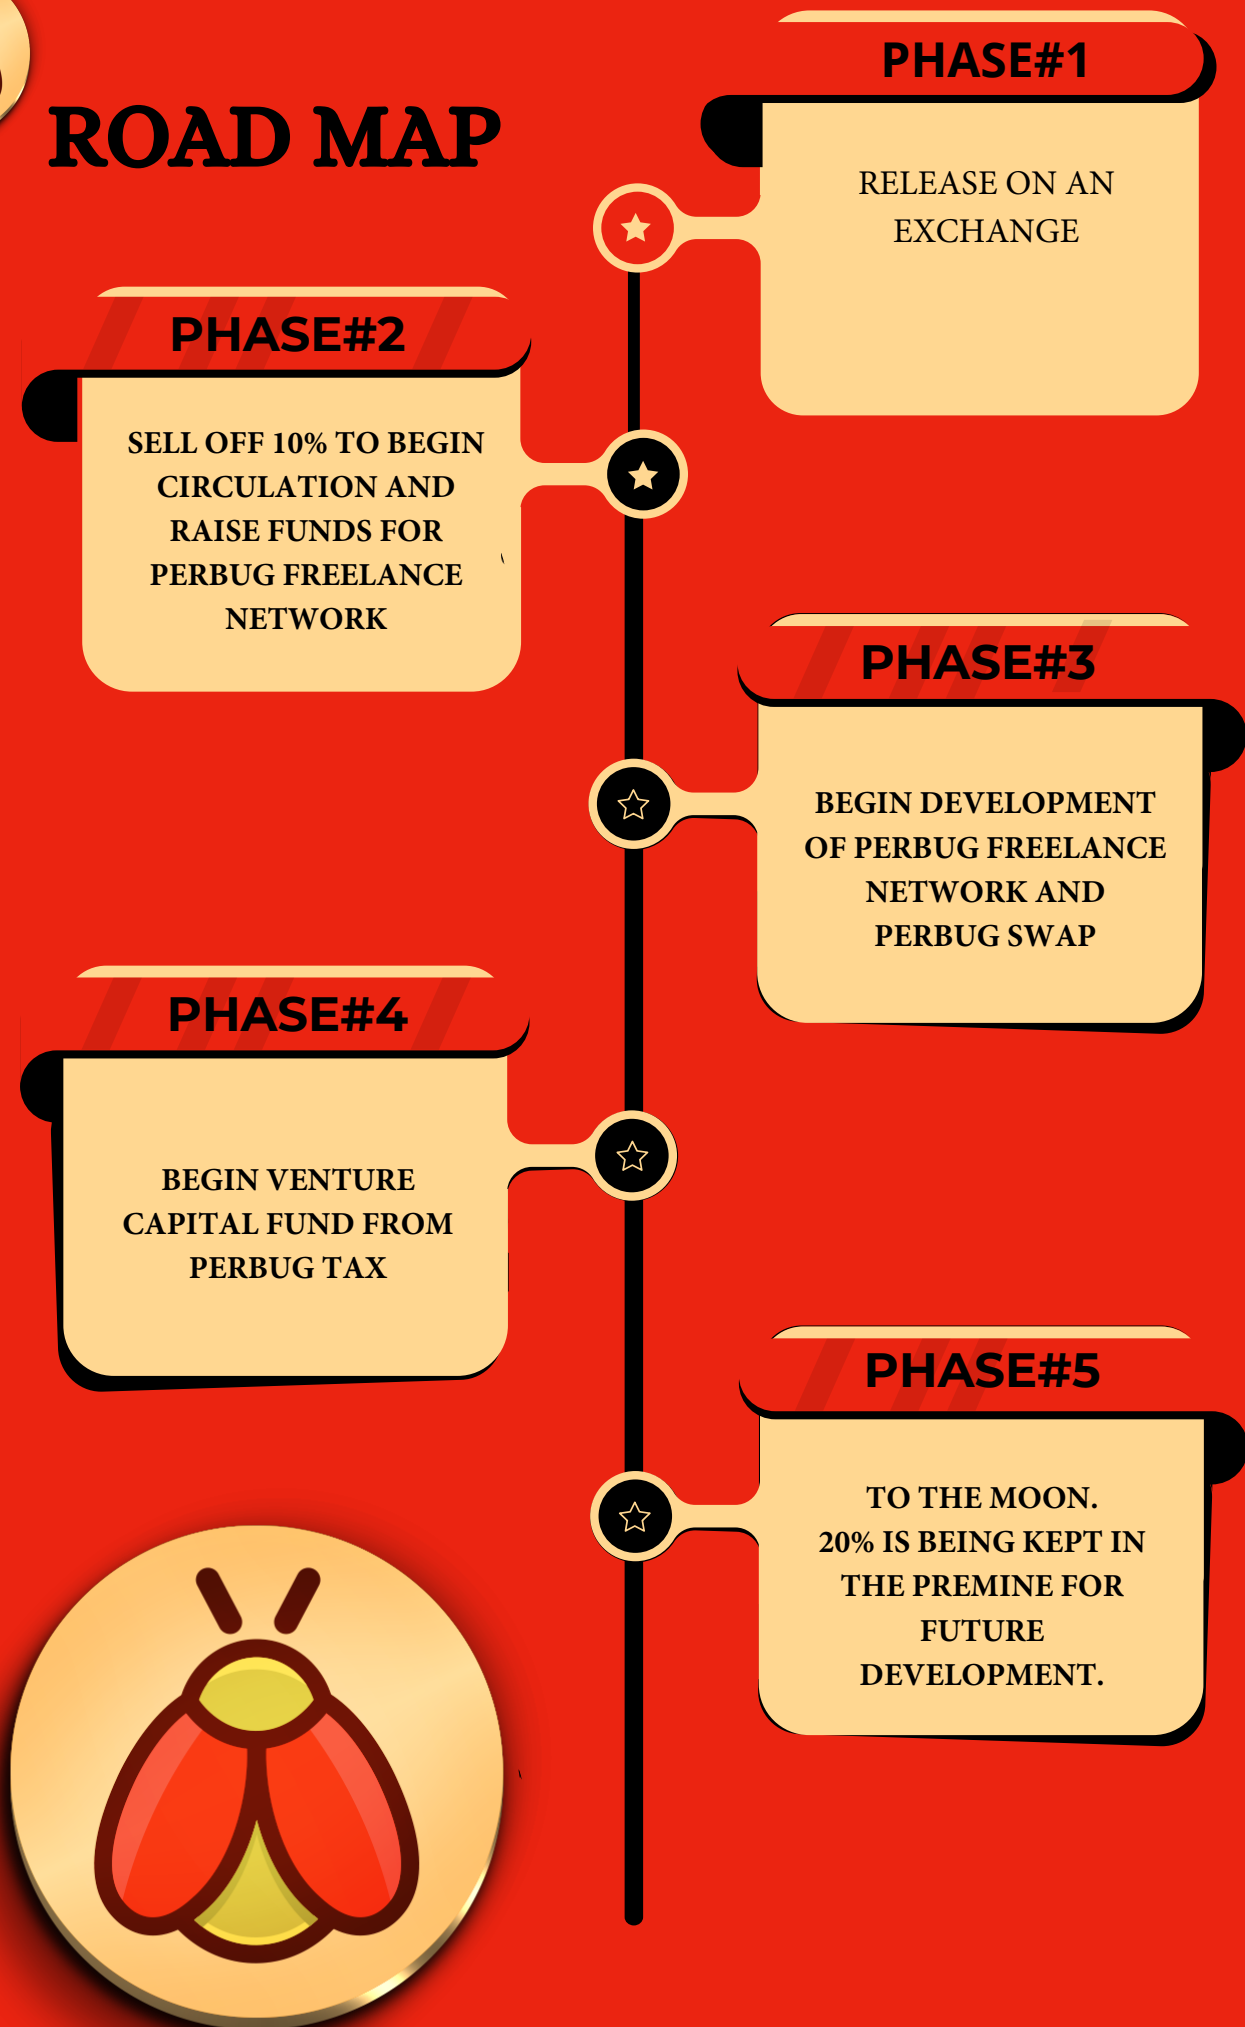 ROAD MAP
PHASE#1
RELEASE ON AN
EXCHANGE
PHASE#2
SELL OFF 10% TO BEGIN
CIRCULATION AND
RAISE FUNDS FOR
PERBUG FREELANCE
NETWORK
PHASE#3
BEGIN DEVELOPMENT
OF PERBUG FREELANCE
NETWORK AND
PERBUG SWAP
PHASE#4
BEGIN VENTURE
CAPITAL FUND FROM
PERBUG TAX
PHASE#5
TO THE MOON.
20% IS BEING KEPT IN
THE PREMINE FOR
FUTURE
DEVELOPMENT.